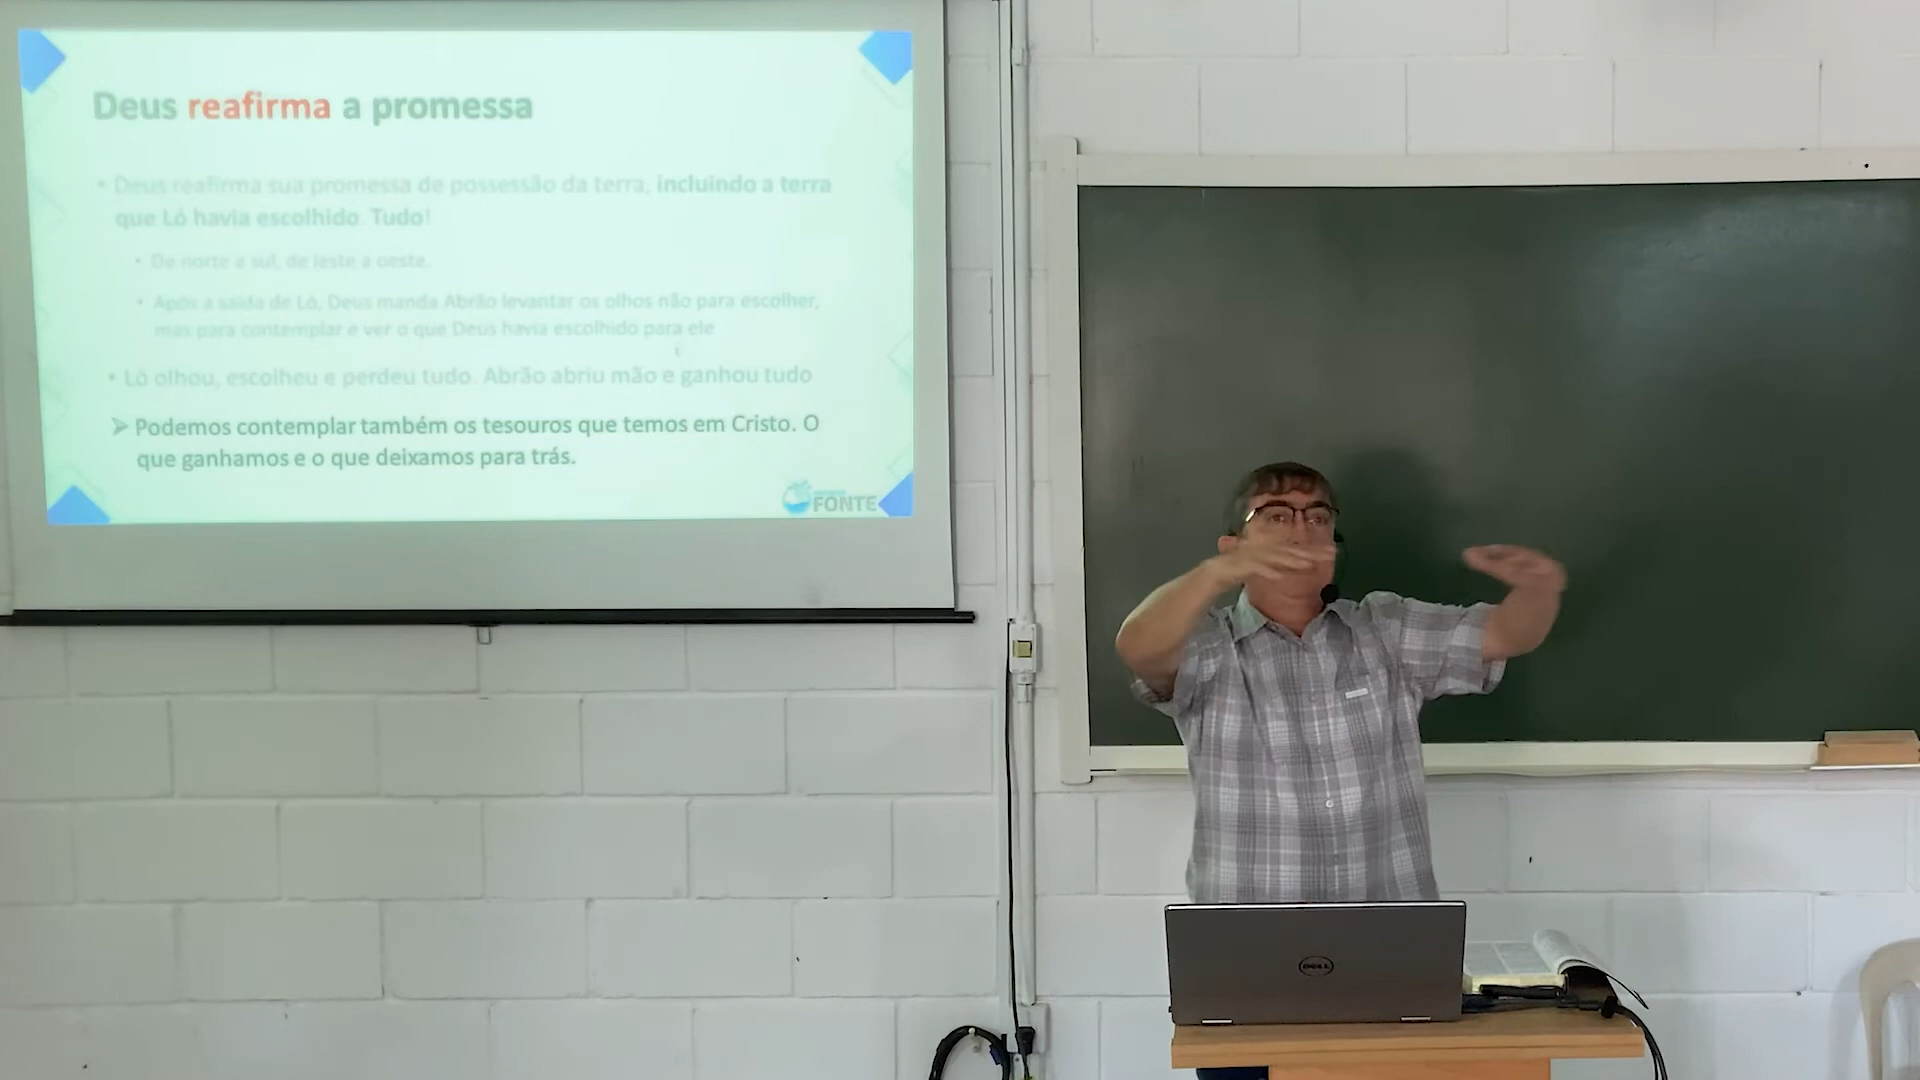 Deus reafirma a promessa
• Deus reafirma sua promessa de possessão da terra, incluindo a terra
que Ló havia escolhido. Tudo!
• De norte a sul, de leste a oeste.
• Após a saída de Ló, Deus manda Abrão levantar os olhos não para escolher,
mas para contemplar e ver o que Deus havia escolhido para ele
• Ló olhou, escolheu e perdeu tudo. Abrão abriu mão e ganhou tudo
➢ Podemos contemplar também os tesouros que temos em Cristo. O
que ganhamos e o que deixamos para trás.
FONTE
DELL